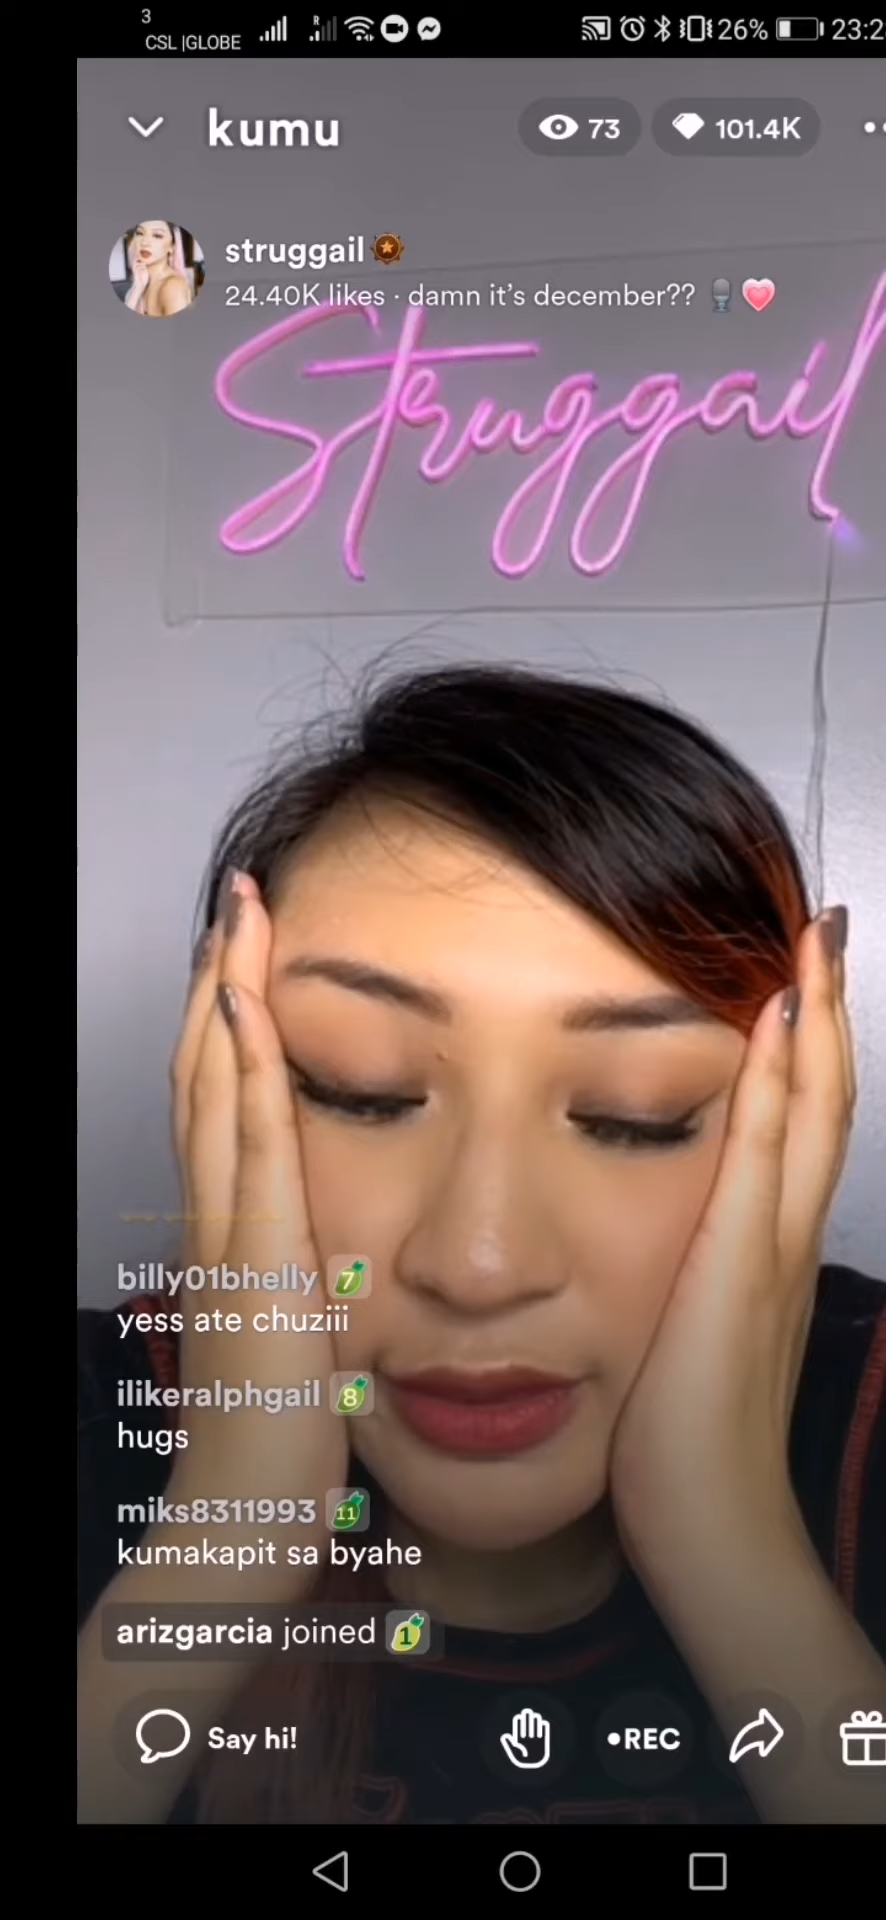 3
CSL |GLOBE
R
26%
23:2
kumu
73
101.4K
struggail
24.40K likes · damn it's december??
Struggail
billy01bhelly 7
yess ate chuziii
ilikeralphgail 8
hugs
miks8311993 11
kumakapit sa byahe
arizgarcia joined 1
Say hi!
•REC